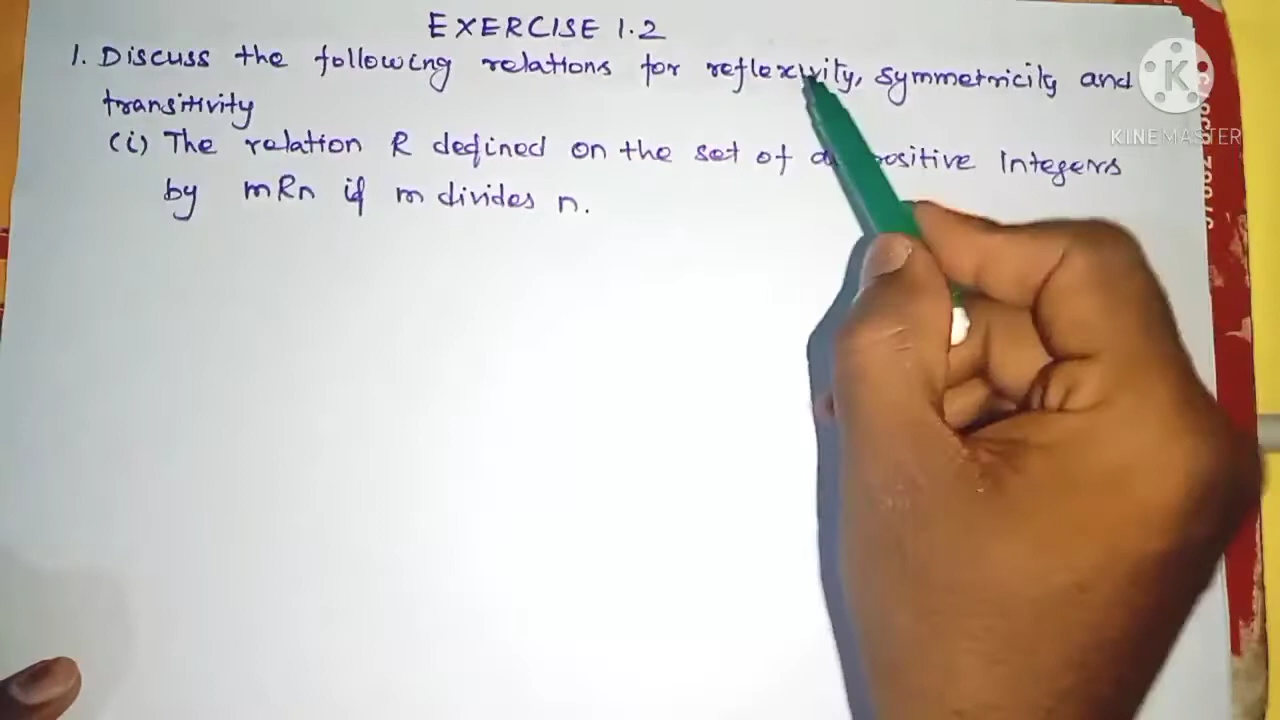 EXERCISE 1.2
1. Discuss the following relations for reflexivity, symmetricity and
transitivity
(i) The relation R defined on the set of positive integers
by mRn if m divides n.
K
KINEMASTER